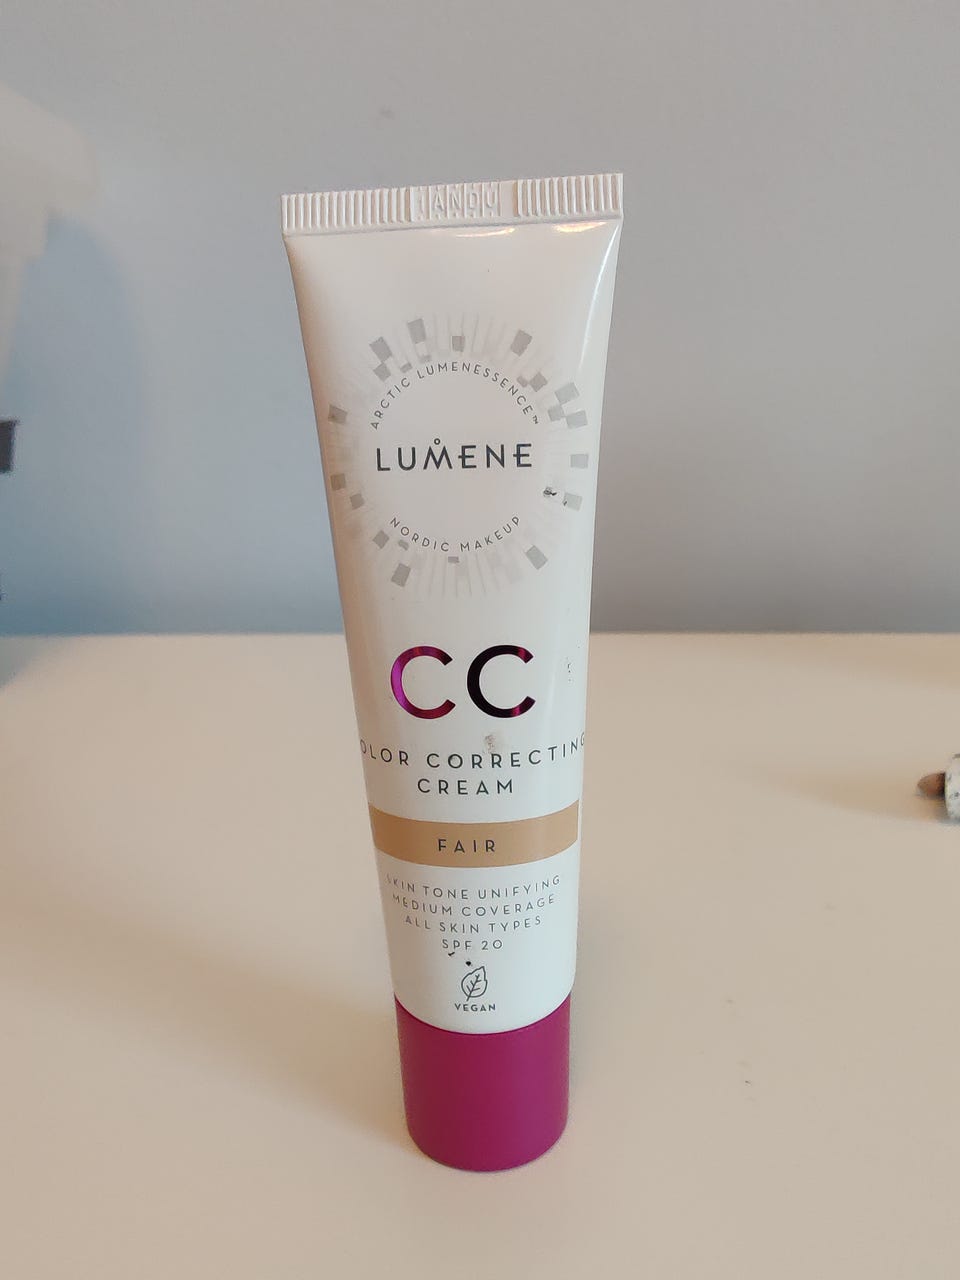 ARCTIC LUMENESSENCE™
LUMENE
NORDIC MAKEUP
CC
OLOR CORRECTING
CREAM
FAIR
SKIN TONE UNIFYING
MEDIUM COVERAGE
ALL SKIN TYPES
SPF 20
VEGAN